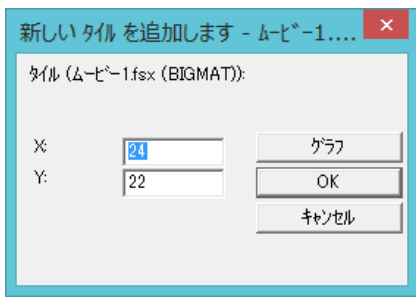 新しい ﾀｲﾙ を追加します - ﾑｰﾋﾞｰ1....
ﾀｲﾙ (ﾑｰﾋﾞｰ1.fsx (BIGMAT)):
X:
24
グラフ
Y:
22
OK
ｷｬﾝｾﾙ